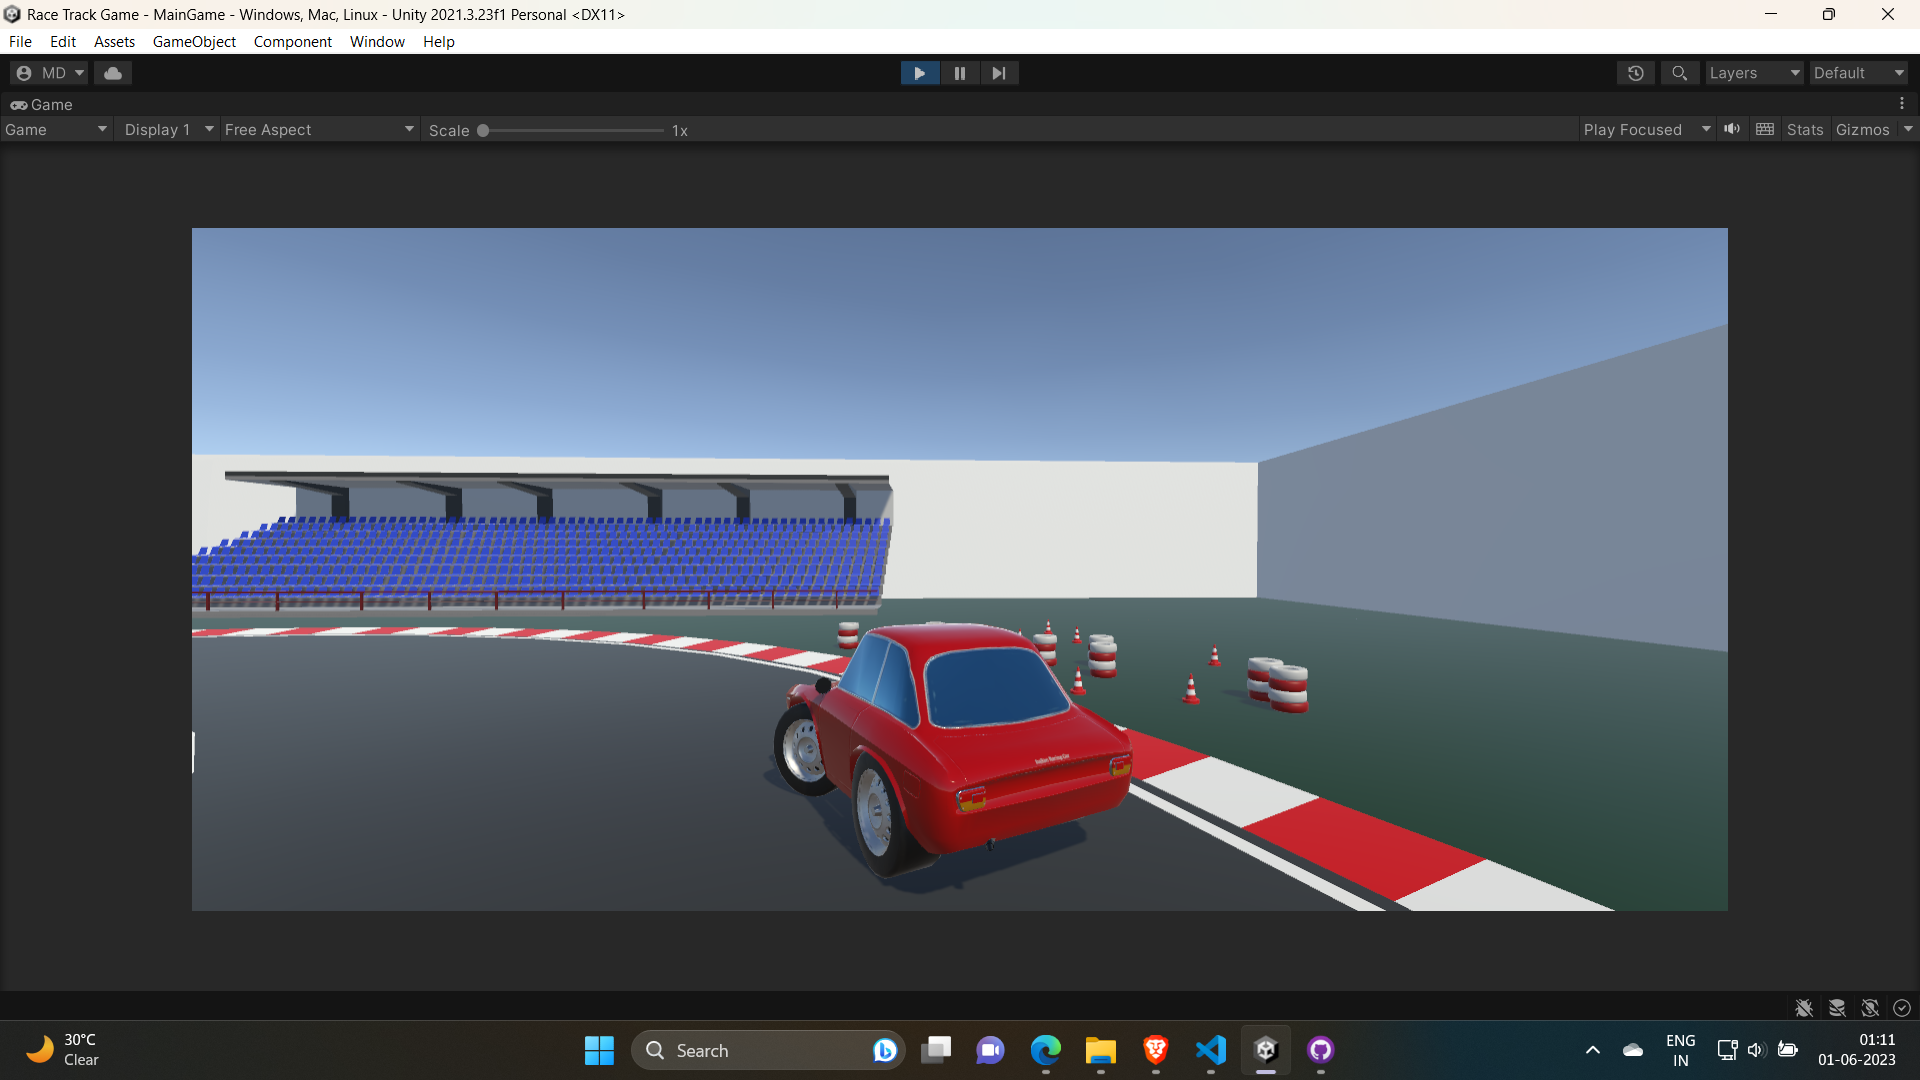 Race Track Game - MainGame - Windows, Mac, Linux - Unity 2021.3.23f1 Personal <DX11>
File Edit Assets GameObject Component Window Help
MD Layers Default
Game
Game Display 1 Free Aspect Scale 1x Play Focused Stats Gizmos
30°C
Clear
Search
ENG
IN
01:11
01-06-2023